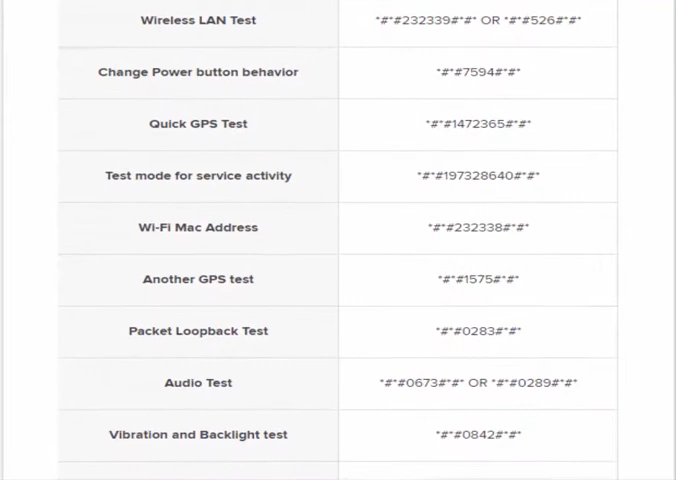 Wireless LAN Test *#*#232339#*#* OR *#*#526#*#*
Change Power button behavior *#*#7594#*#*
Quick GPS Test *#*#1472365#*#*
Test mode for service activity *#*#197328640#*#*
Wi-Fi Mac Address *#*#232338#*#*
Another GPS test *#*#1575#*#*
Packet Loopback Test *#*#0283#*#*
Audio Test *#*#0673#*#* OR *#*#0289#*#*
Vibration and Backlight test *#*#0842#*#*